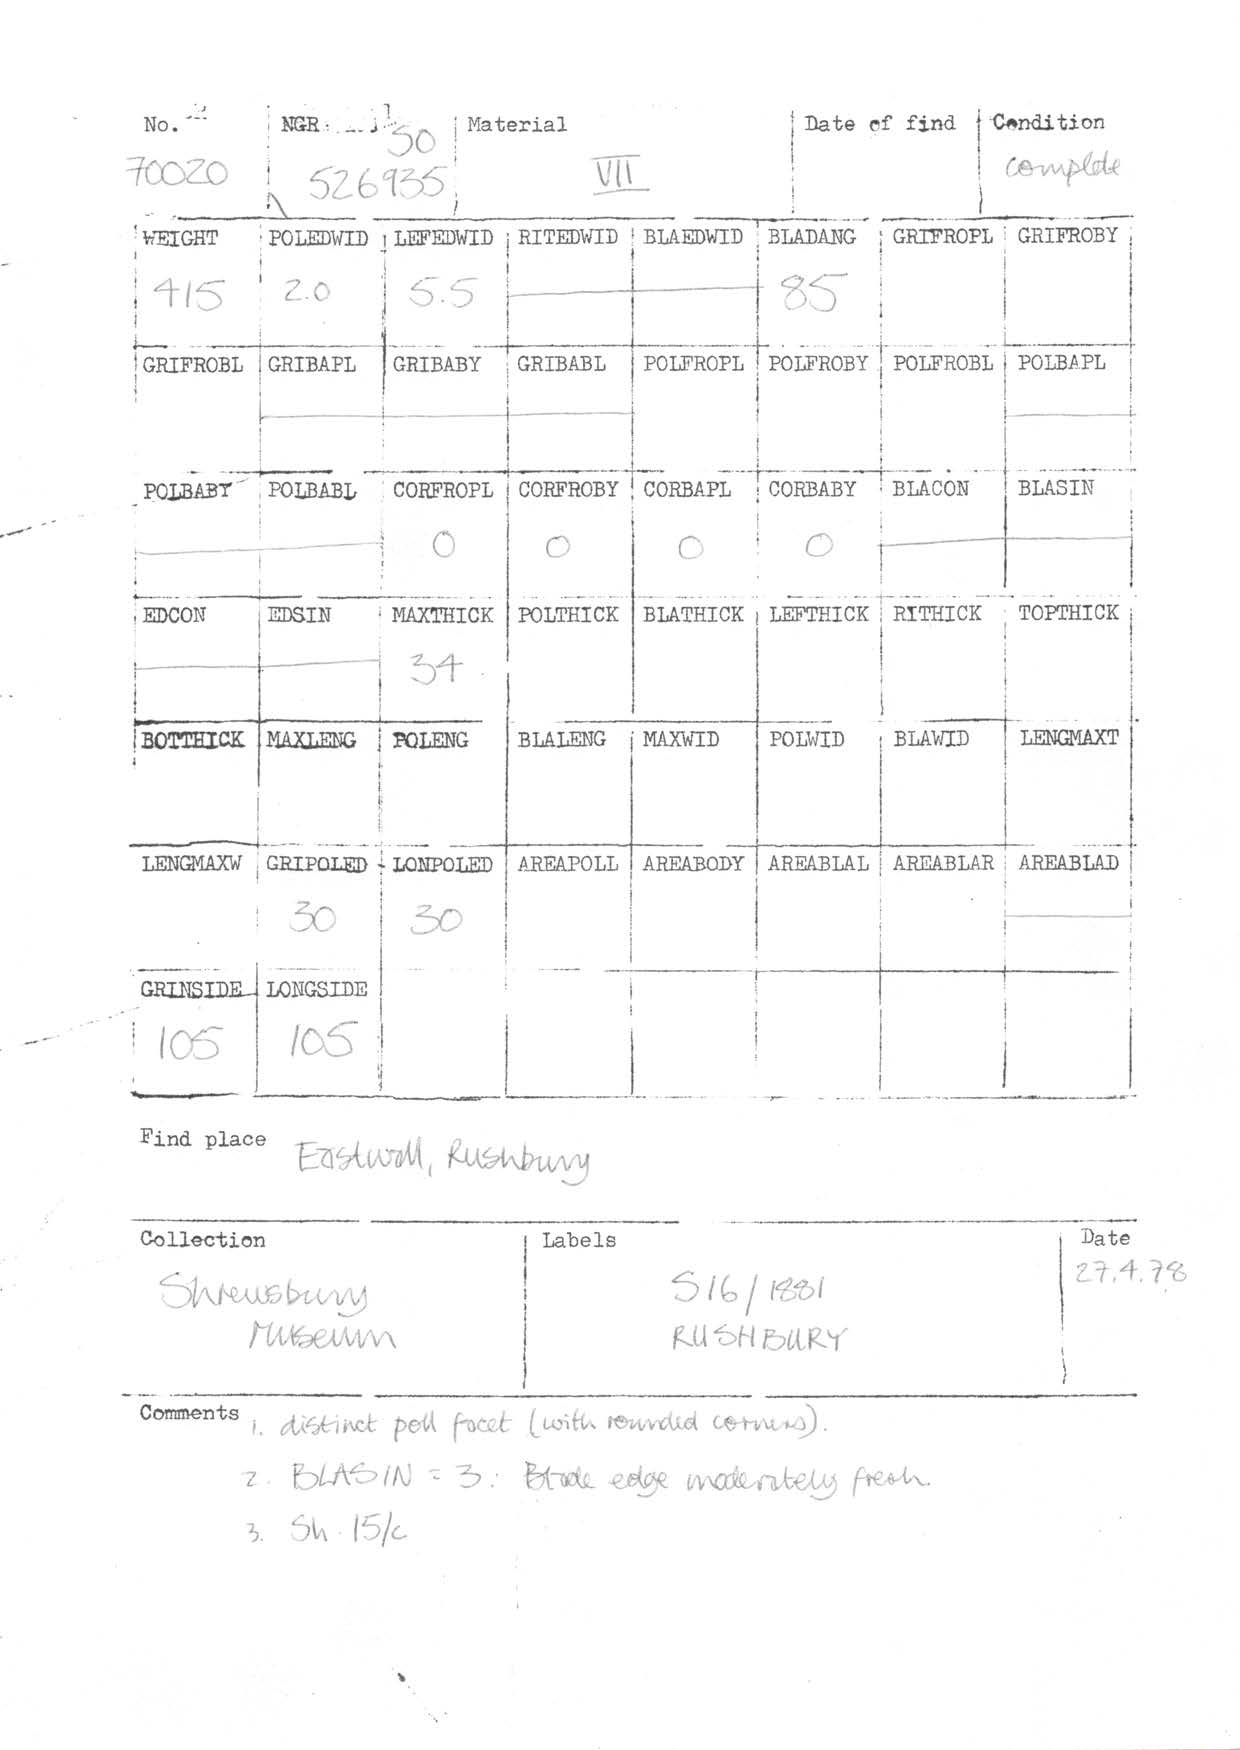 No. NGR Material Date of find Condition
50
70020 526935 VII complete
WEIGHT POLEDWID LEFEDWID RITEDWID BLAEDWID BLADANG GRIFROPL GRIFROBY
415 2.0 5.5 85
GRIFROBL GRIBAPL GRIBABY GRIBABL POLFROPL POLFROBY POLFROBL POLBAPL
POLBABY POLBABL CORFROPL CORFROBY CORBAPL CORBABY BLACON BLASIN
0 0 0 0
EDCON EDSIN MAXTHICK POLTHICK BLATHICK LEFTHICK RITHICK TOPTHICK
34
BOTTHICK MAXLENG POLENG BLALENG MAXWID POLWID BLAWID LENGMAXT
LENGMAXW GRIPOLED LONPOLED AREAPOLL AREABODY AREABLAL AREABLAR AREABLAD
30 30
GRINSIDE LONGSIDE
105 105
Find place Eastwall, Rushbury
Collection Labels Date
Shrewsbury S16/1881 27.4.78
Museum RUSHBURY
Comments 1. distinct poll facet (with rounded corners).
2. BLASIN = 3: Blade edge moderately fresh.
3. Sh. 15/c